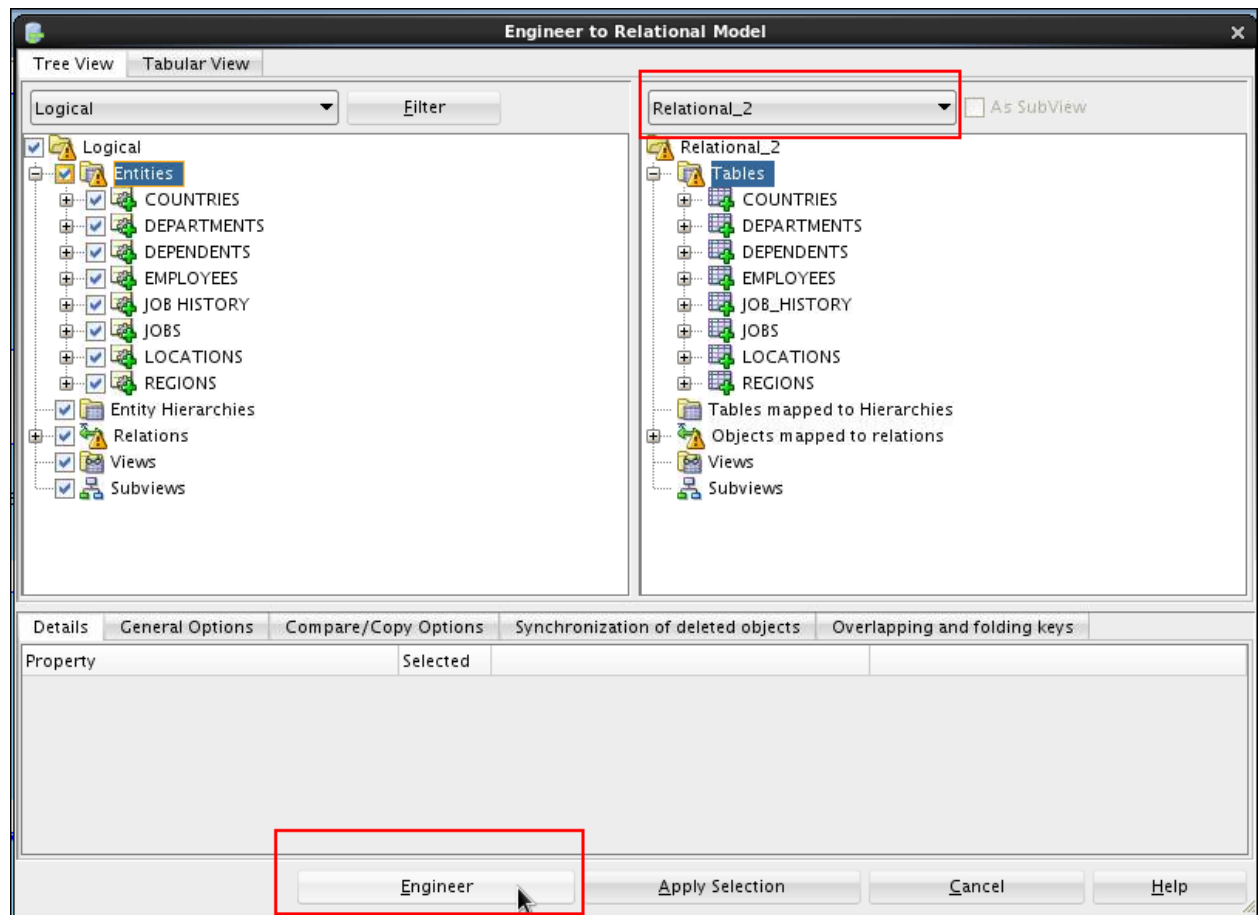 Engineer to Relational Model
Tree View Tabular View
Logical Filter Relational_2 As SubView
Logical
Entities
COUNTRIES
DEPARTMENTS
DEPENDENTS
EMPLOYEES
JOB HISTORY
JOBS
LOCATIONS
REGIONS
Entity Hierarchies
Relations
Views
Subviews
Relational_2
Tables
COUNTRIES
DEPARTMENTS
DEPENDENTS
EMPLOYEES
JOB_HISTORY
JOBS
LOCATIONS
REGIONS
Tables mapped to Hierarchies
Objects mapped to relations
Views
Subviews
Details General Options Compare/Copy Options Synchronization of deleted objects Overlapping and folding keys
Property Selected
Engineer Apply Selection Cancel Help